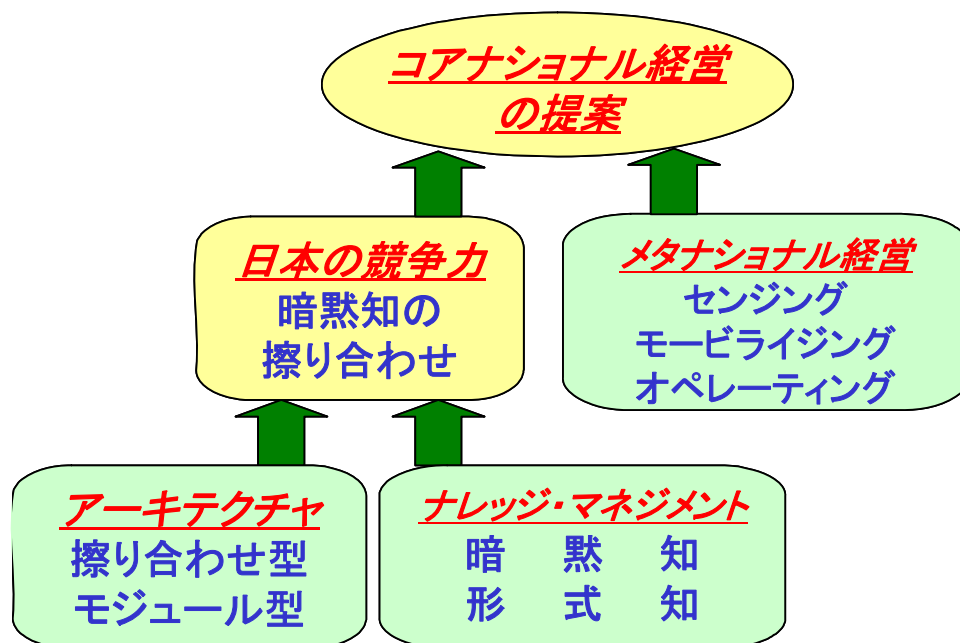 コアナショナル経営
の提案
日本の競争力
暗黙知の
擦り合わせ
メタナショナル経営
センジング
モービライジング
オペレーティング
アーキテクチャ
擦り合わせ型
モジュール型
ナレッジ・マネジメント
暗 黙 知
形 式 知